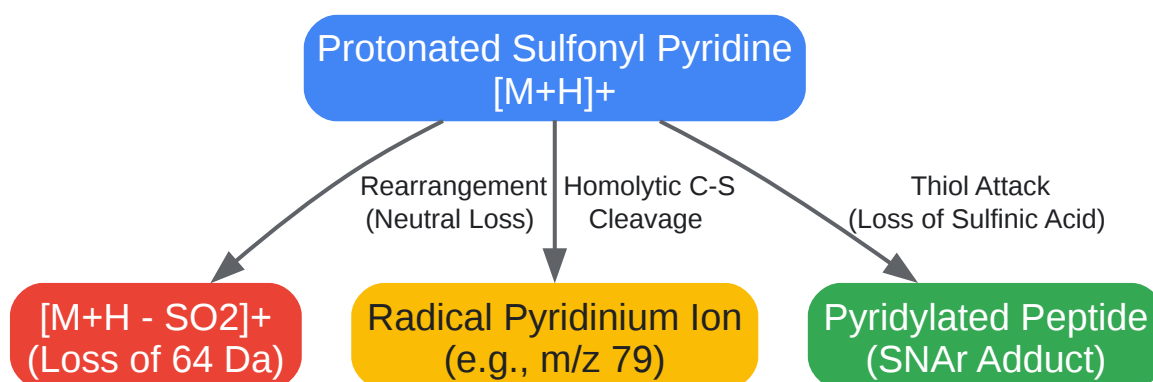 Protonated Sulfonyl Pyridine
[M+H]+
Rearrangement
(Neutral Loss)
Homolytic C-S
Cleavage
Thiol Attack
(Loss of Sulfinic Acid)
[M+H - SO2]+
(Loss of 64 Da)
Radical Pyridinium Ion
(e.g., m/z 79)
Pyridylated Peptide
(SNAr Adduct)